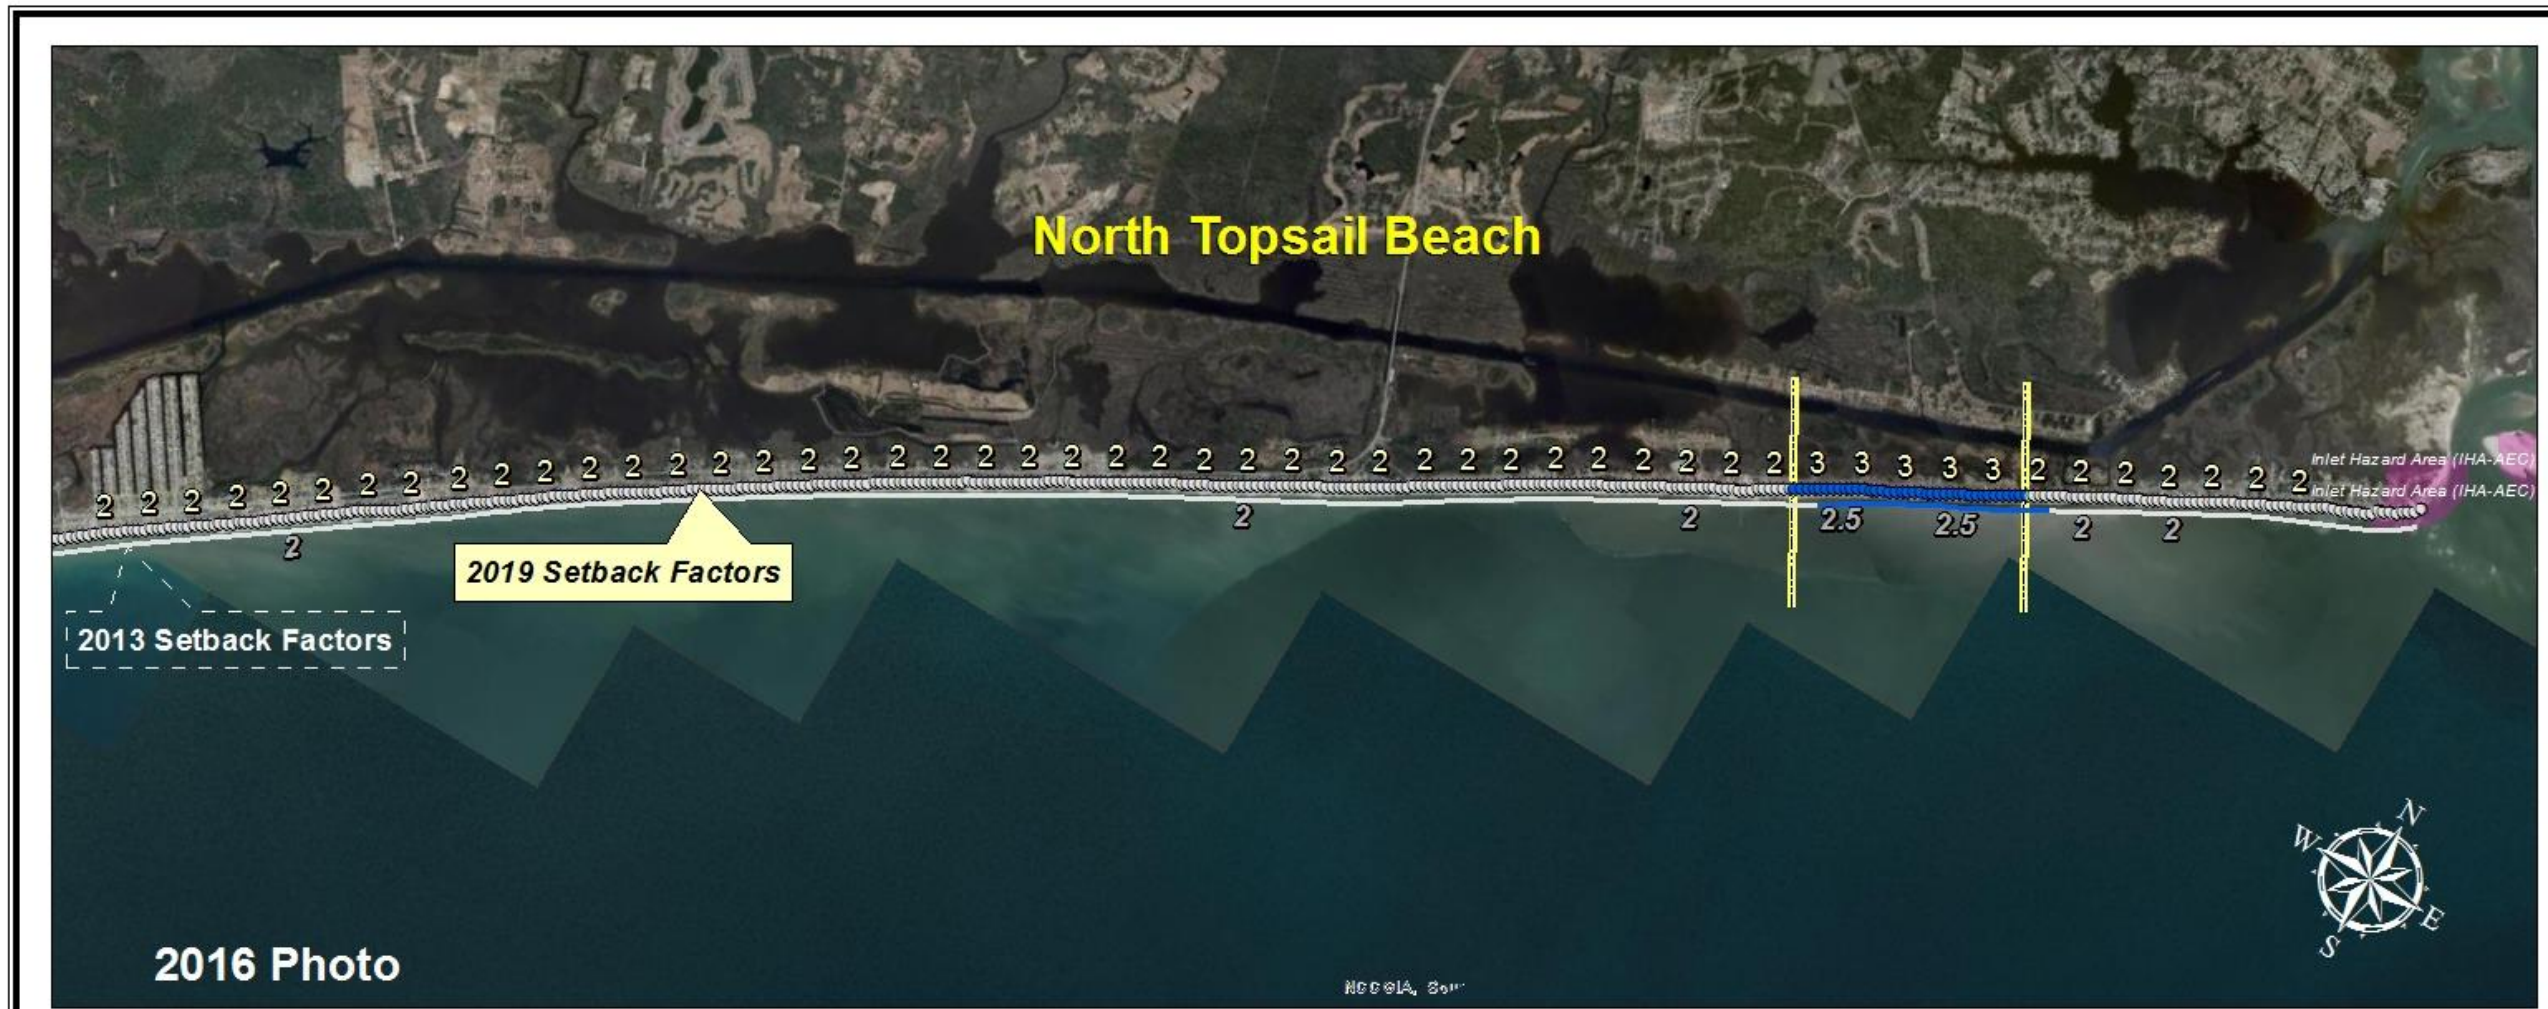 North Topsail Beach
2 2 2 2 2 2 2 2 2 2 2 2 2 2 2 2 2 2 2 2 2 2 2 2 2 2 2 2 2 2 2 2 2 2 2 2 2 2 2 3 3 3 3 3 2 2 2 2 2 2 2
Inlet Hazard Area (IHA-AEC)
Inlet Hazard Area (IHA-AEC)
2 2 2 2.5 2.5 2 2
2019 Setback Factors
2013 Setback Factors
N
W
E
S
2016 Photo